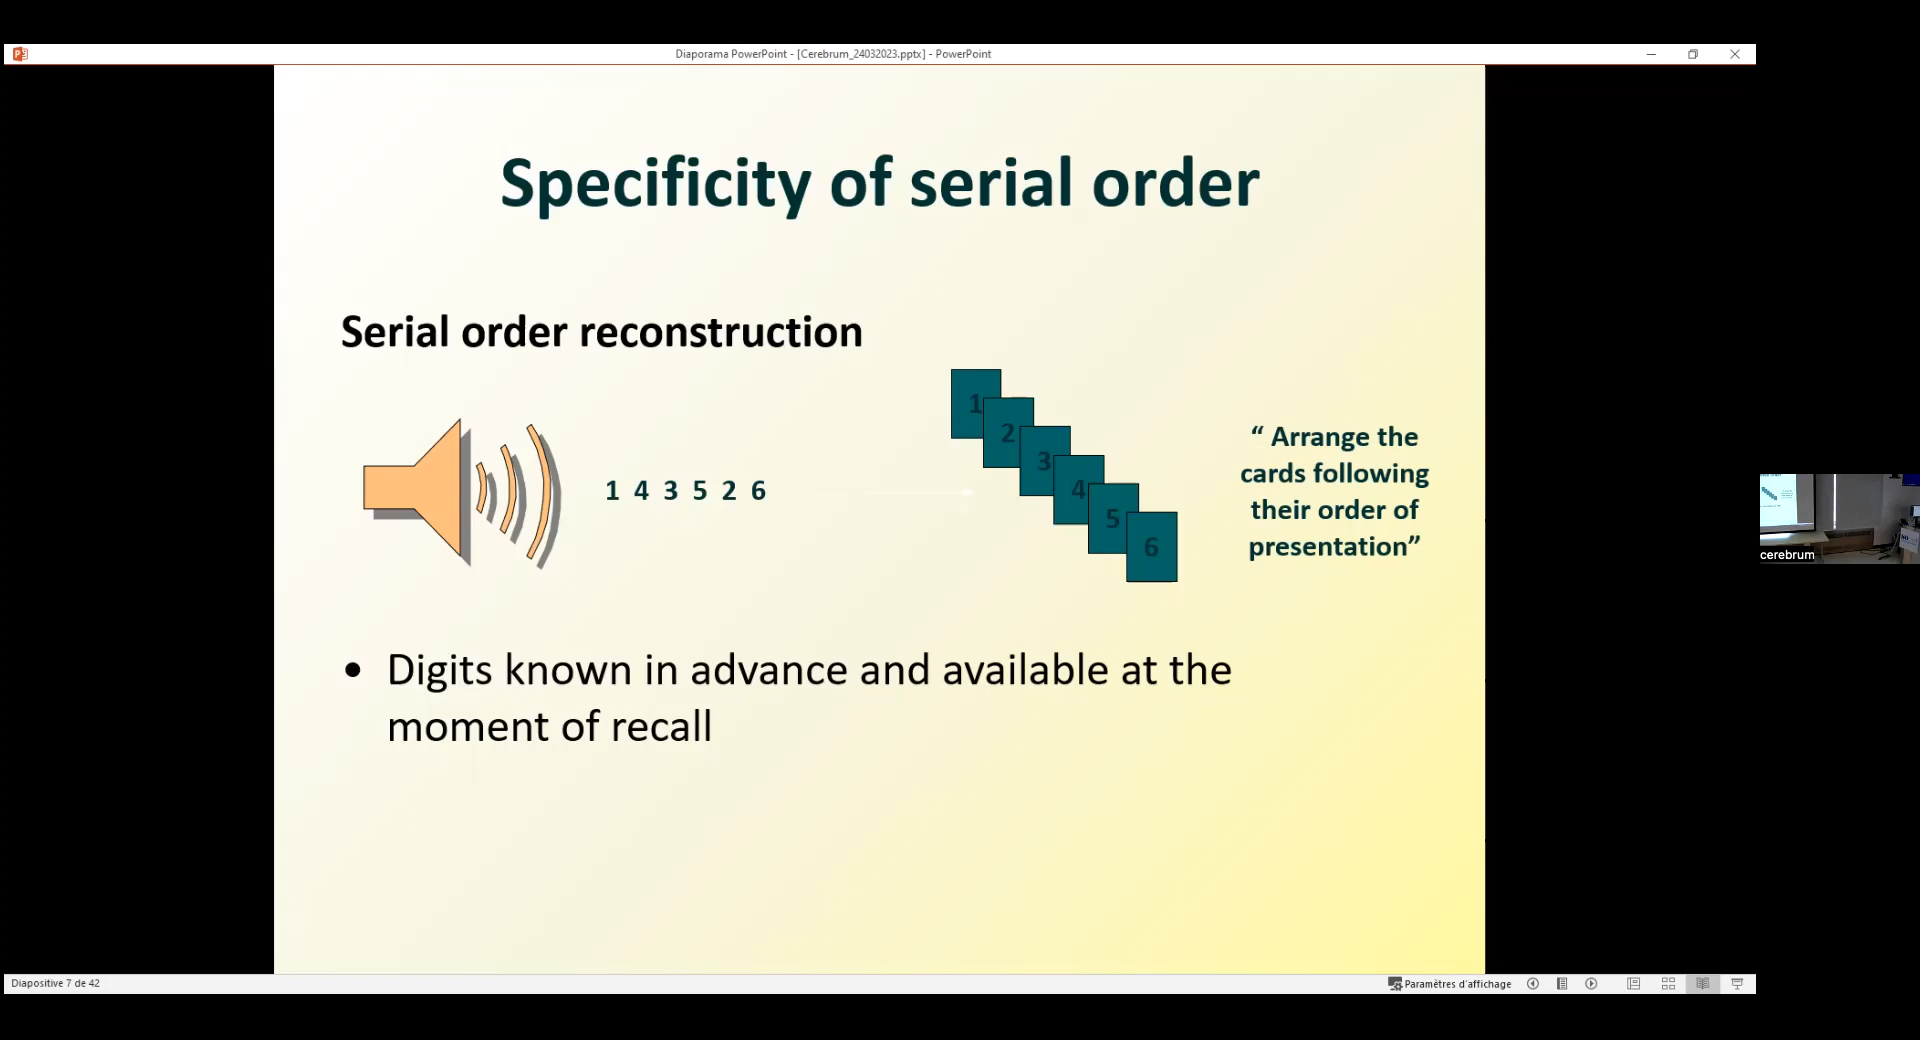 Diaporama PowerPoint - [Cerebrum_24032023.pptx] - PowerPoint
Specificity of serial order
Serial order reconstruction
1 4 3 5 2 6
1
2
3
4
5
6
“ Arrange the
cards following
their order of
presentation”
• Digits known in advance and available at the
moment of recall
cerebrum
Diapositive 7 de 42
Paramètres d'affichage